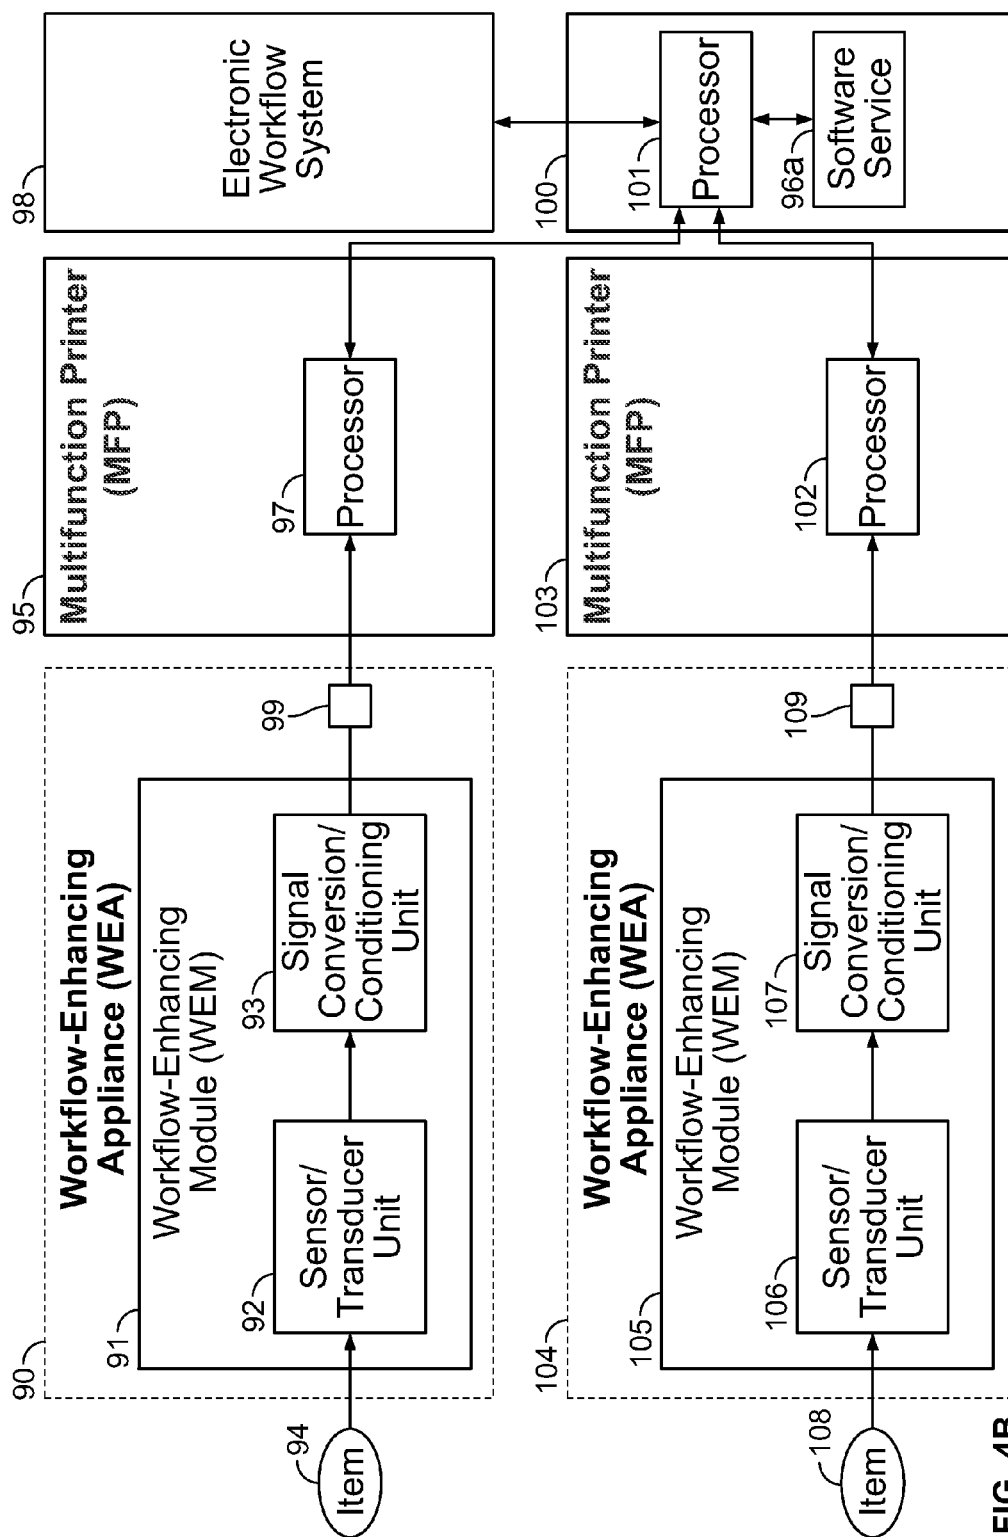 90
Workflow-Enhancing
Appliance (WEA)
91
Workflow-Enhancing
Module (WEM)
92
Sensor/
Transducer
Unit
93
Signal
Conversion/
Conditioning
Unit
94
Item
99
95
Multifunction Printer
(MFP)
97
Processor
98
Electronic
Workflow
System
104
Workflow-Enhancing
Appliance (WEA)
105
Workflow-Enhancing
Module (WEM)
106
Sensor/
Transducer
Unit
107
Signal
Conversion/
Conditioning
Unit
108
Item
109
103
Multifunction Printer
(MFP)
102
Processor
100
101
Processor
96a
Software
Service
FIG. 4B